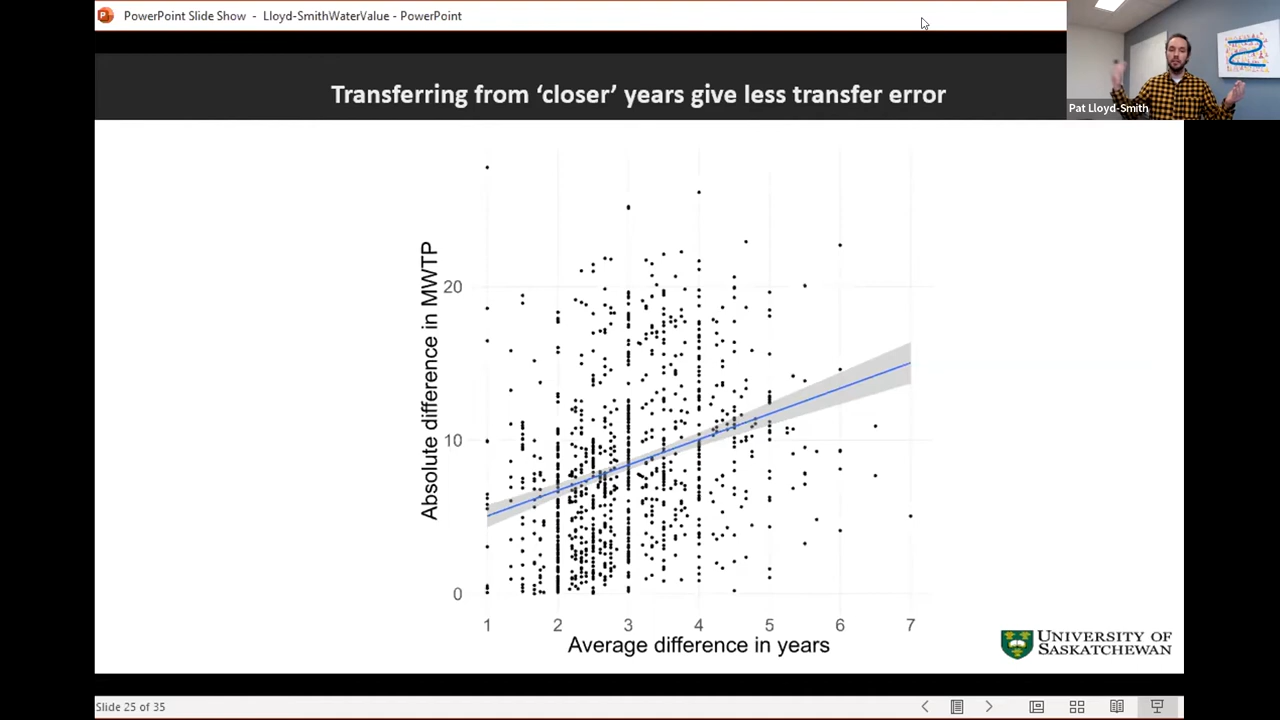 PowerPoint Slide Show - Lloyd-SmithWaterValue - PowerPoint
Pat Lloyd-Smith
Transferring from ‘closer’ years give less transfer error
Absolute difference in MWTP
20
10
0
1 2 3 4 5 6 7
Average difference in years
UNIVERSITY OF
SASKATCHEWAN
Slide 25 of 35